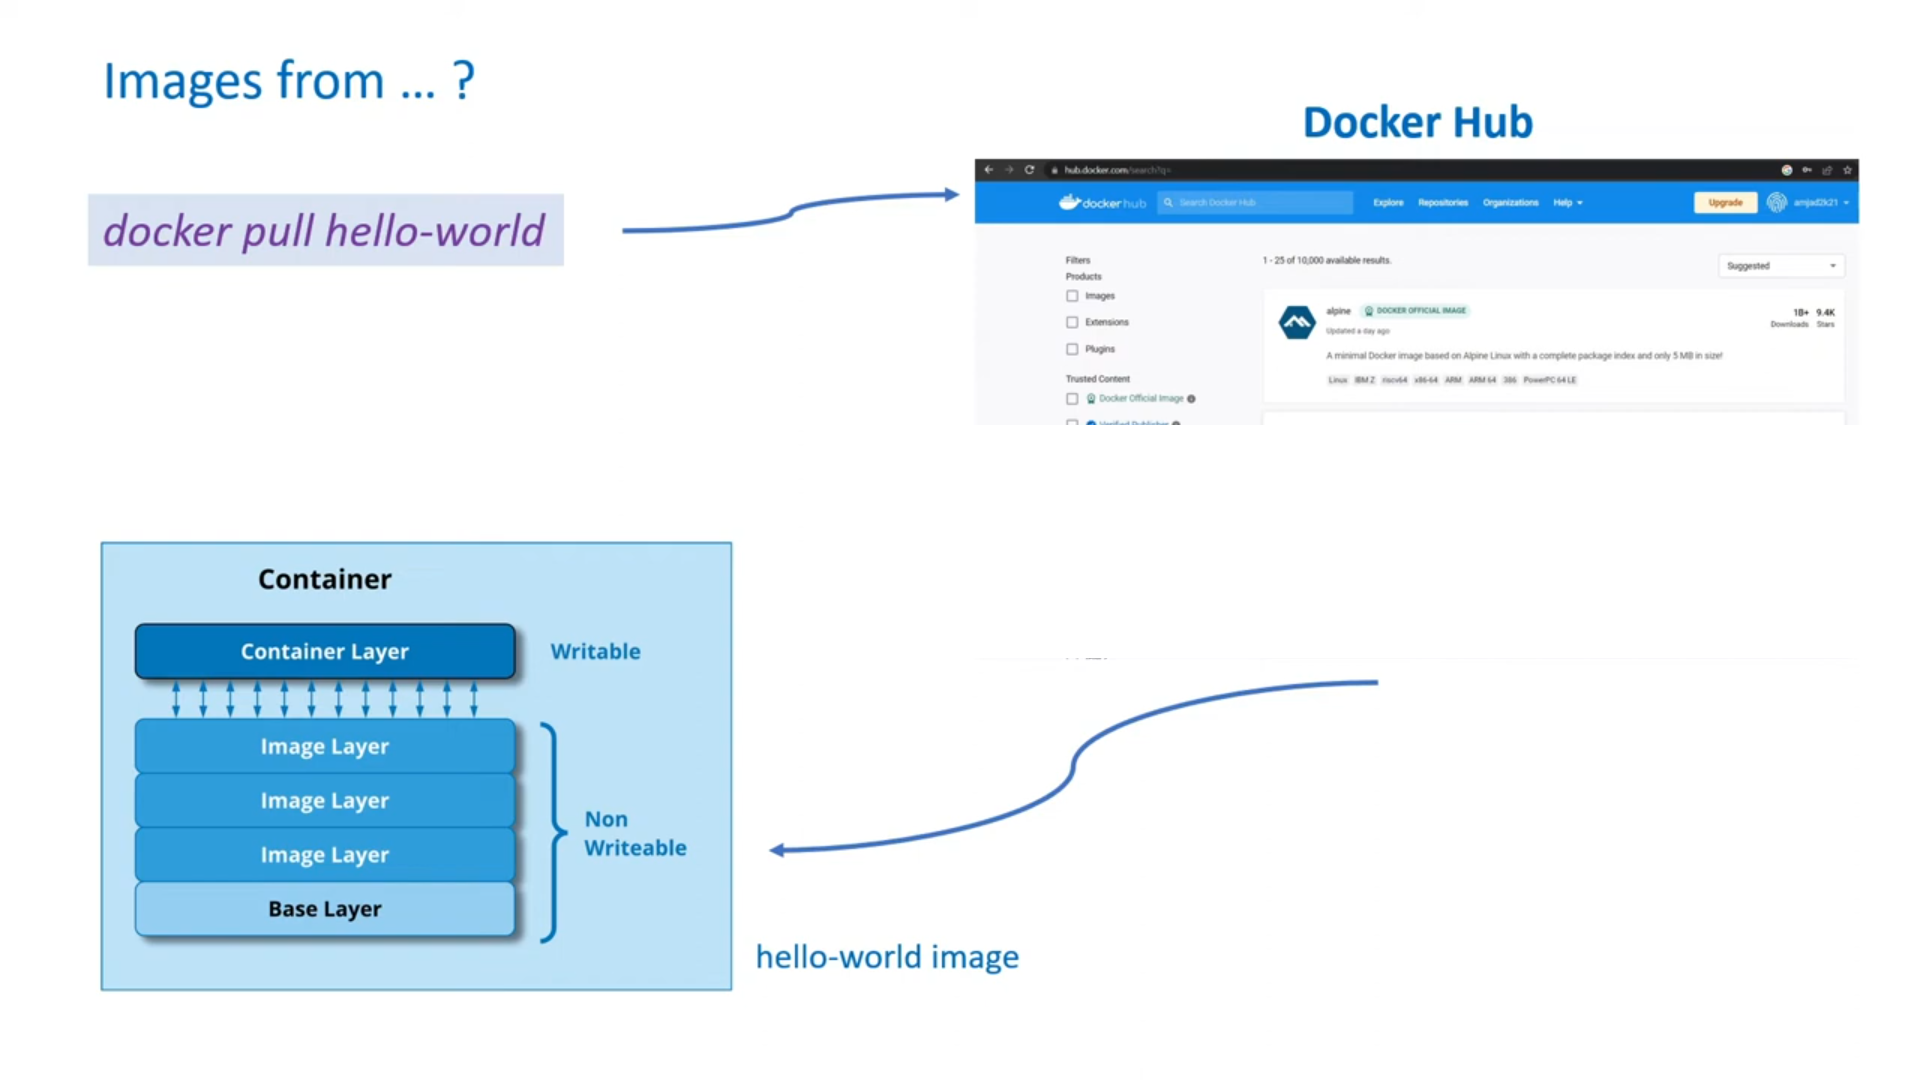 Images from ... ?
Docker Hub
docker pull hello-world
hub.docker.com/search?q=
dockerhub
Search Docker Hub
Explore Repositories Organizations Help
Upgrade
amjad2k21
Filters
Products
Images
Extensions
Plugins
Trusted Content
Docker Official Image
Verified Publisher
1 - 25 of 10,000 available results.
Suggested
alpine DOCKER OFFICIAL IMAGE
Updated a day ago
1B+ 9.4K
Downloads Stars
A minimal Docker image based on Alpine Linux with a complete package index and only 5 MB in size!
Linux IBM Z riscv64 x86-64 ARM ARM 64 386 PowerPC 64 LE
Container
Container Layer
Writable
Image Layer
Image Layer
Image Layer
Base Layer
Non
Writeable
hello-world image